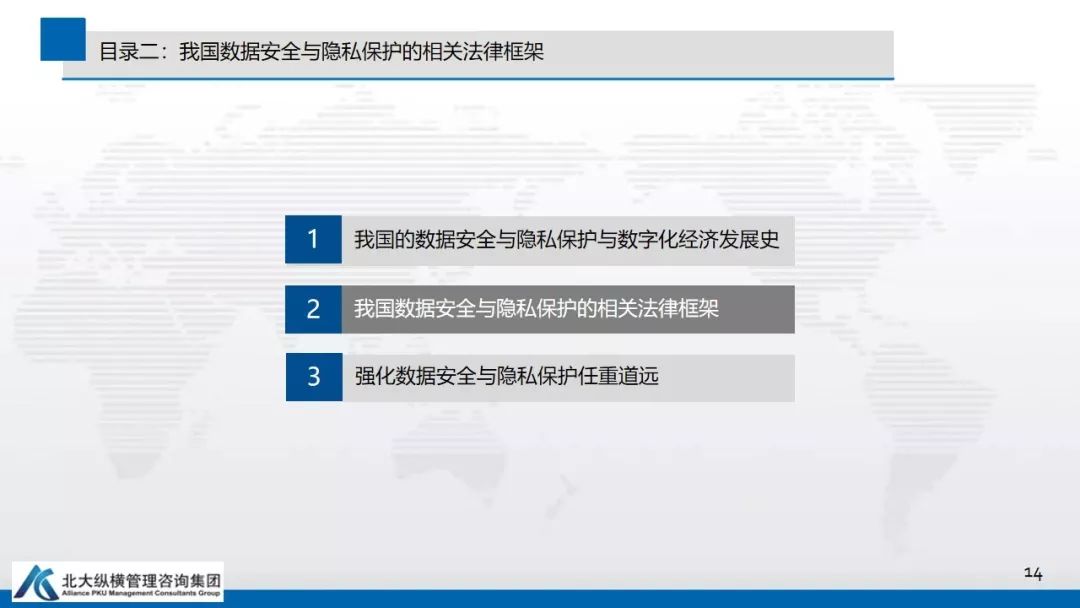 目录二：我国数据安全与隐私保护的相关法律框架
1 我国的数据安全与隐私保护与数字化经济发展史
2 我国数据安全与隐私保护的相关法律框架
3 强化数据安全与隐私保护任重道远
北大纵横管理咨询集团
Alliance PKU Management Consultants Group
14